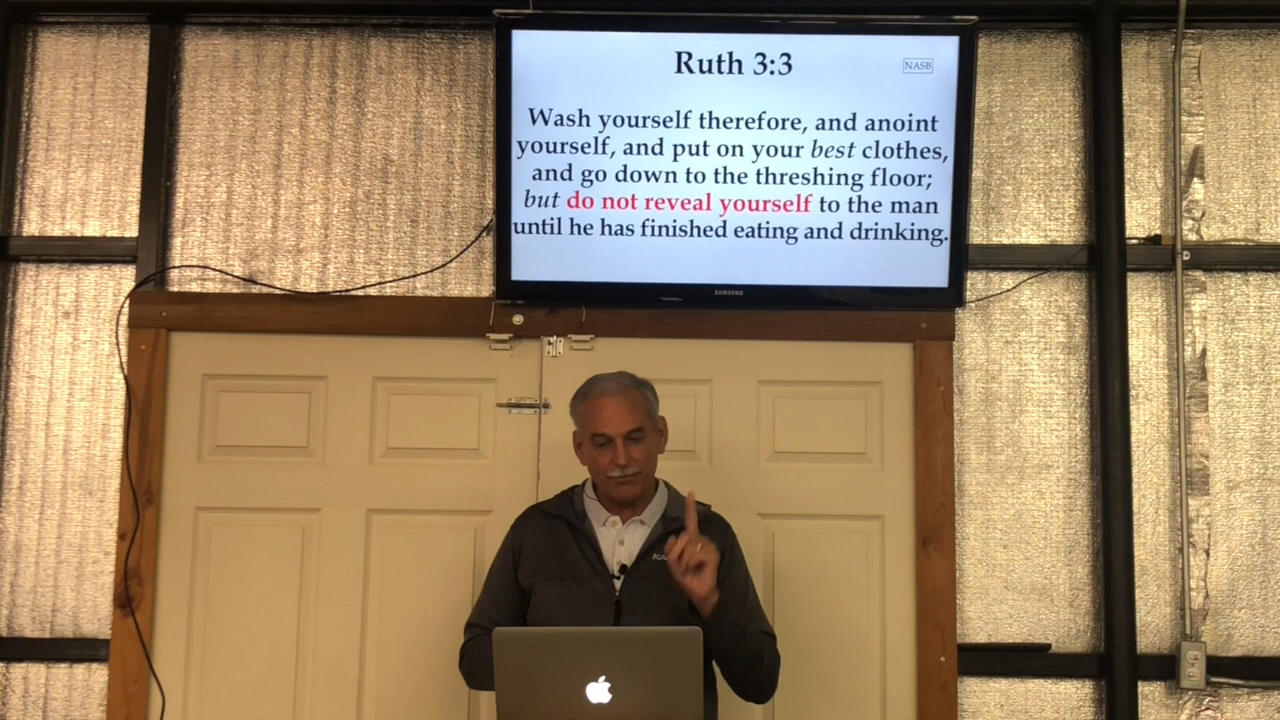 Ruth 3:3
NASB
Wash yourself therefore, and anoint
yourself, and put on your best clothes,
and go down to the threshing floor;
but do not reveal yourself to the man
until he has finished eating and drinking.
SAMSUNG